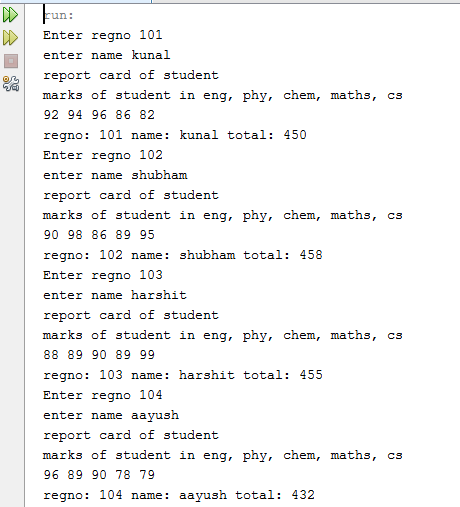 run:
Enter regno 101
enter name kunal
report card of student
marks of student in eng, phy, chem, maths, cs
92 94 96 86 82
regno: 101 name: kunal total: 450
Enter regno 102
enter name shubham
report card of student
marks of student in eng, phy, chem, maths, cs
90 98 86 89 95
regno: 102 name: shubham total: 458
Enter regno 103
enter name harshit
report card of student
marks of student in eng, phy, chem, maths, cs
88 89 90 89 99
regno: 103 name: harshit total: 455
Enter regno 104
enter name aayush
report card of student
marks of student in eng, phy, chem, maths, cs
96 89 90 78 79
regno: 104 name: aayush total: 432